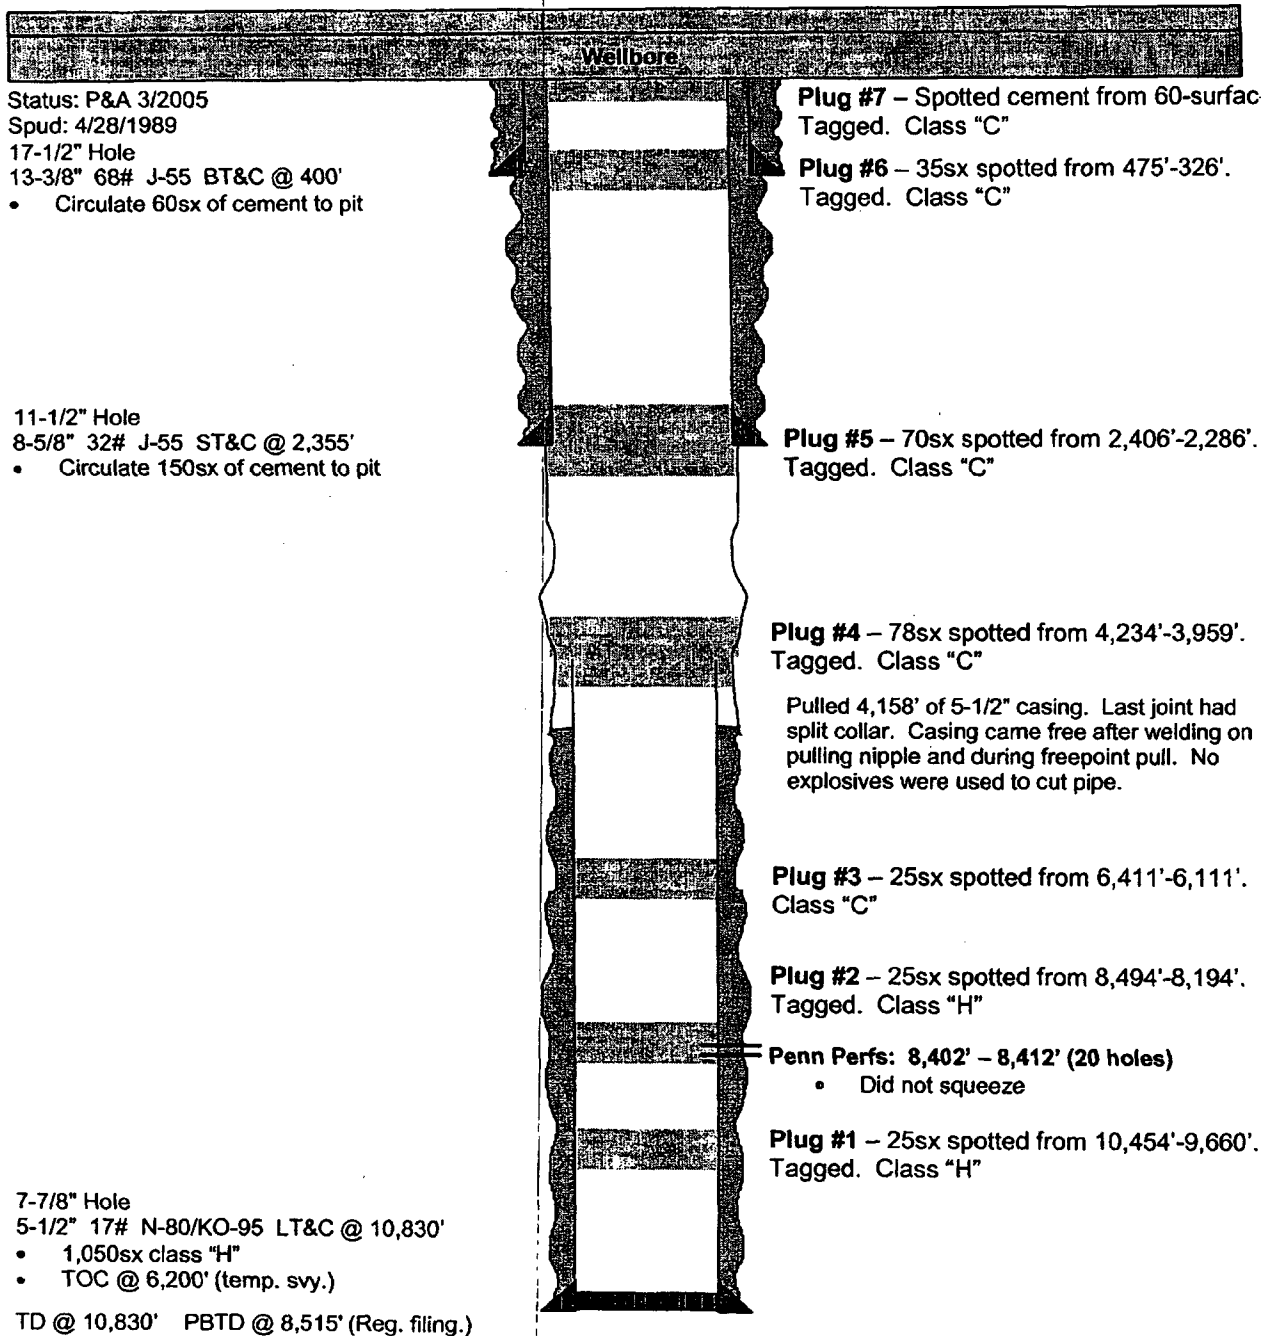 Wellbore
Status: P&A 3/2005
Spud: 4/28/1989
17-1/2" Hole
13-3/8" 68# J-55 BT&C @ 400'
• Circulate 60sx of cement to pit
Plug #7 – Spotted cement from 60-surfac
Tagged. Class "C"
Plug #6 – 35sx spotted from 475'-326'.
Tagged. Class "C"
11-1/2" Hole
8-5/8" 32# J-55 ST&C @ 2,355'
• Circulate 150sx of cement to pit
Plug #5 – 70sx spotted from 2,406'-2,286'.
Tagged. Class "C"
Plug #4 – 78sx spotted from 4,234'-3,959'.
Tagged. Class "C"
Pulled 4,158' of 5-1/2" casing. Last joint had
split collar. Casing came free after welding on
pulling nipple and during freepoint pull. No
explosives were used to cut pipe.
Plug #3 – 25sx spotted from 6,411'-6,111'.
Class "C"
Plug #2 – 25sx spotted from 8,494'-8,194'.
Tagged. Class "H"
Penn Perfs: 8,402' – 8,412' (20 holes)
• Did not squeeze
Plug #1 – 25sx spotted from 10,454'-9,660'.
Tagged. Class "H"
7-7/8" Hole
5-1/2" 17# N-80/KO-95 LT&C @ 10,830'
• 1,050sx class "H"
• TOC @ 6,200' (temp. svy.)
TD @ 10,830' PBTD @ 8,515' (Reg. filing.)